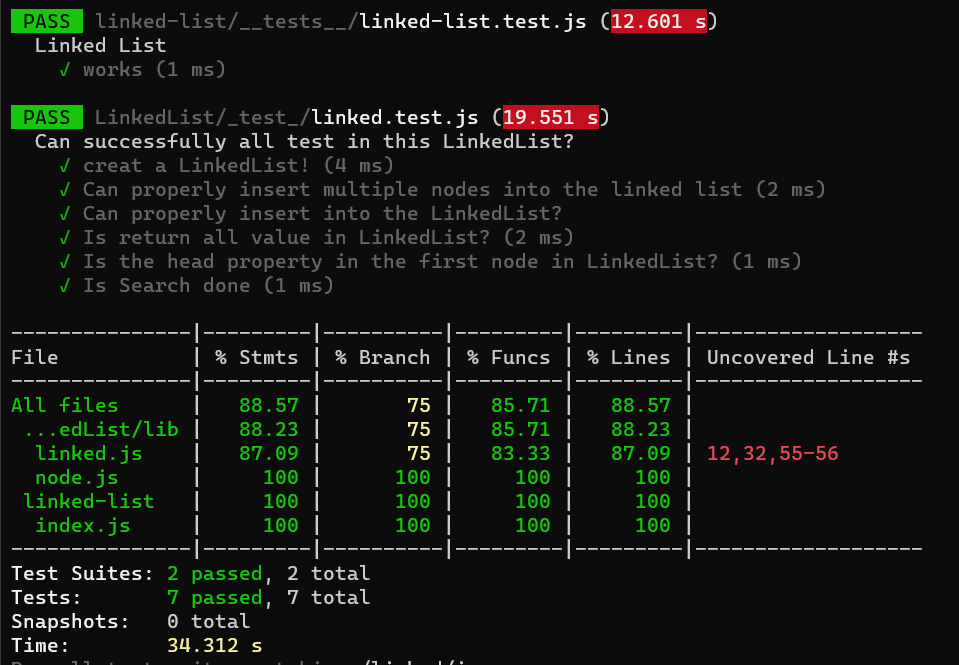 PASS linked-list/__tests__/linked-list.test.js (12.601 s)
Linked List
√ works (1 ms)
PASS LinkedList/_test_/linked.test.js (19.551 s)
Can successfully all test in this LinkedList?
√ creat a LinkedList! (4 ms)
√ Can properly insert multiple nodes into the linked list (2 ms)
√ Can properly insert into the LinkedList?
√ Is return all value in LinkedList? (2 ms)
√ Is the head property in the first node in LinkedList? (1 ms)
√ Is Search done (1 ms)
---------------|---------|----------|---------|---------|-------------------
File | % Stmts | % Branch | % Funcs | % Lines | Uncovered Line #s
---------------|---------|----------|---------|---------|-------------------
All files | 88.57 | 75 | 85.71 | 88.57 |
...edList/lib | 88.23 | 75 | 85.71 | 88.23 |
linked.js | 87.09 | 75 | 83.33 | 87.09 | 12,32,55-56
node.js | 100 | 100 | 100 | 100 |
linked-list | 100 | 100 | 100 | 100 |
index.js | 100 | 100 | 100 | 100 |
---------------|---------|----------|---------|---------|-------------------
Test Suites: 2 passed, 2 total
Tests: 7 passed, 7 total
Snapshots: 0 total
Time: 34.312 s